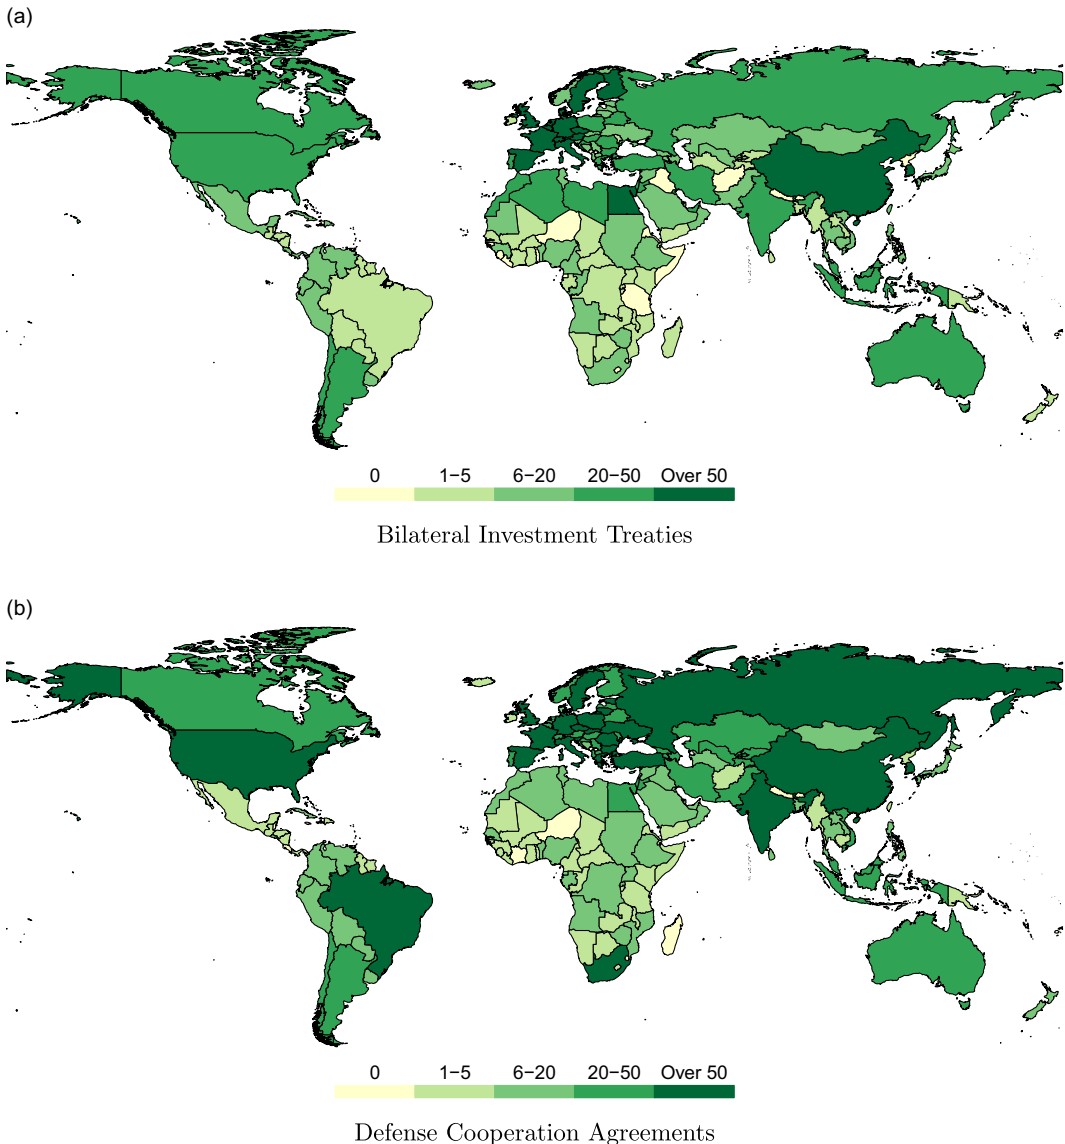 (a)
0 1−5 6−20 20−50 Over 50
Bilateral Investment Treaties
(b)
0 1−5 6−20 20−50 Over 50
Defense Cooperation Agreements